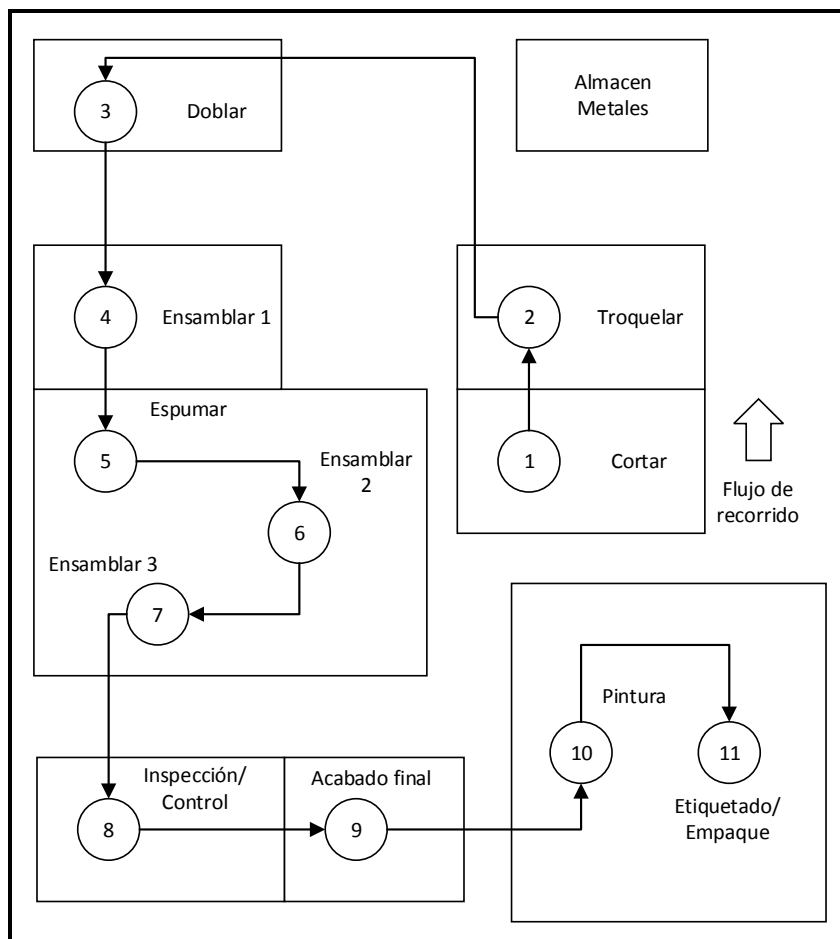 3
Doblar
Almacen
Metales
4
Ensamblar 1
2
Troquelar
Espumar
5
Ensamblar
2
6
Ensamblar 3
7
1
Cortar
Flujo de
recorrido
Inspección/
Control
8
Acabado final
9
Pintura
10
11
Etiquetado/
Empaque